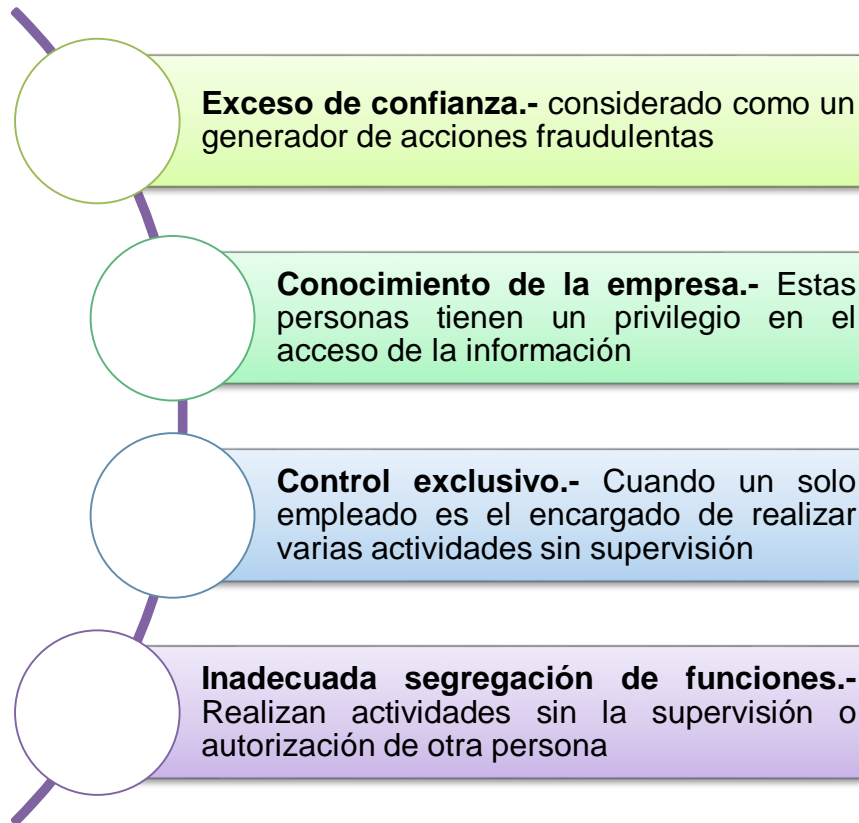 Exceso de confianza.- considerado como un
generador de acciones fraudulentas
Conocimiento de la empresa.- Estas
personas tienen un privilegio en el
acceso de la información
Control exclusivo.- Cuando un solo
empleado es el encargado de realizar
varias actividades sin supervisión
Inadecuada segregación de funciones.-
Realizan actividades sin la supervisión o
autorización de otra persona